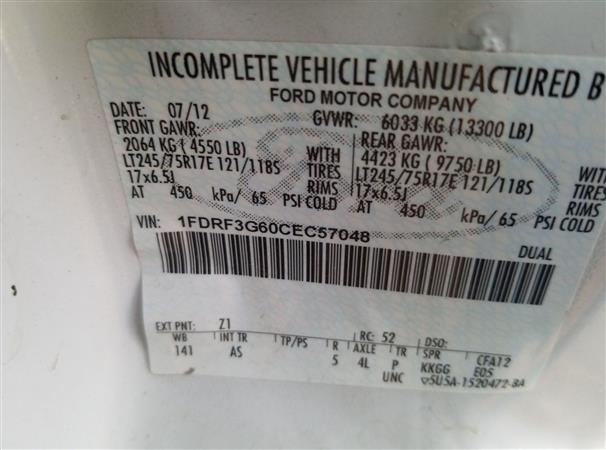 INCOMPLETE VEHICLE MANUFACTURED B
FORD MOTOR COMPANY
DATE: 07/12 GVWR: 6033 KG (13300 LB)
FRONT GAWR: REAR GAWR:
2064 KG ( 4550 LB) WITH 4423 KG ( 9750 LB) WITH
LT245/75R17E 121/118S TIRES LT245/75R17E 121/118S TIRES
17x6.5J RIMS 17x6.5J RIMS
AT 450 kPa/ 65 PSI COLD AT 450 kPa/ 65 PSI COLD
VIN: 1FDRF3G60CEC57048
DUAL
EXT PNT: Z1 RC: 52 DSO:
WB INT TR TP/PS R AXLE TR SPR CFA12
141 AS 5 4L P KKGG E05
UNC ▽5U5A-1520472-BA